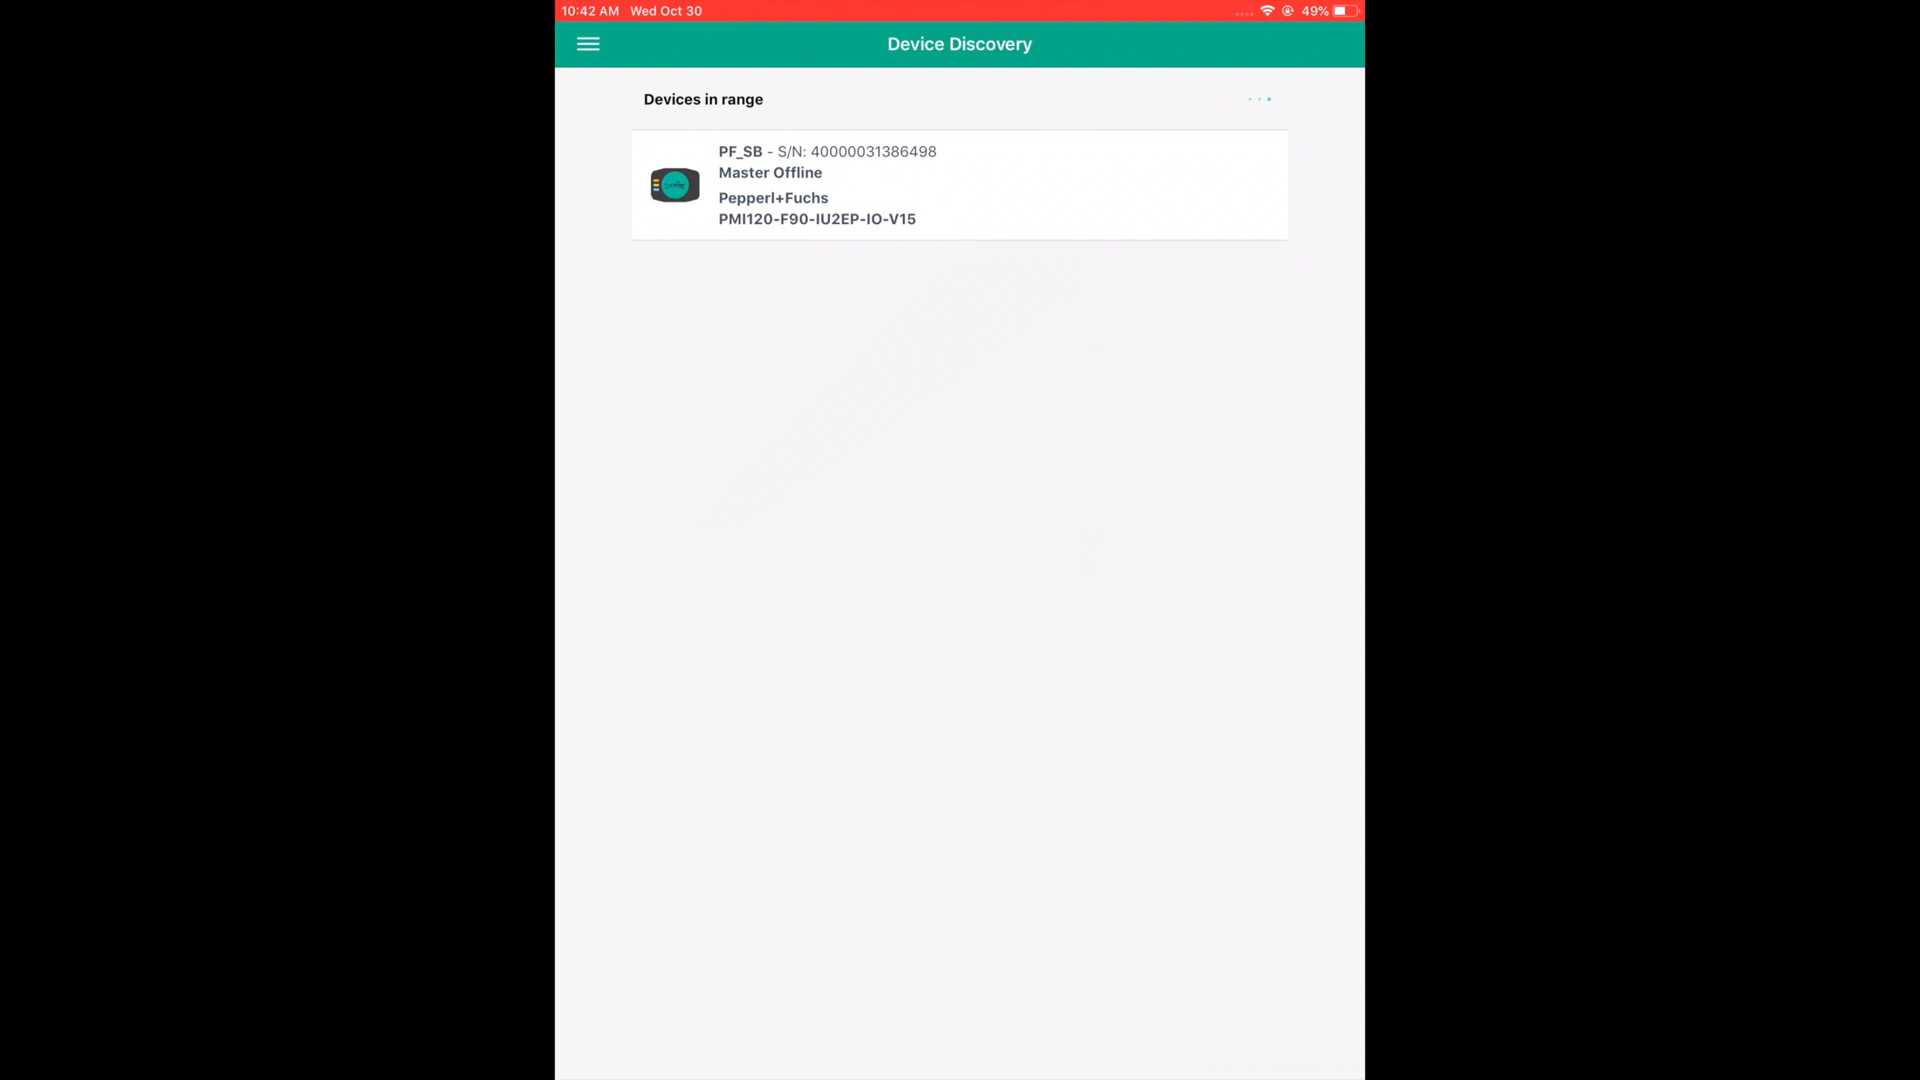 10:42 AM Wed Oct 30 49%
Device Discovery
Devices in range
PF_SB - S/N: 40000031386498
Master Offline
Pepperl+Fuchs
PMI120-F90-IU2EP-IO-V15